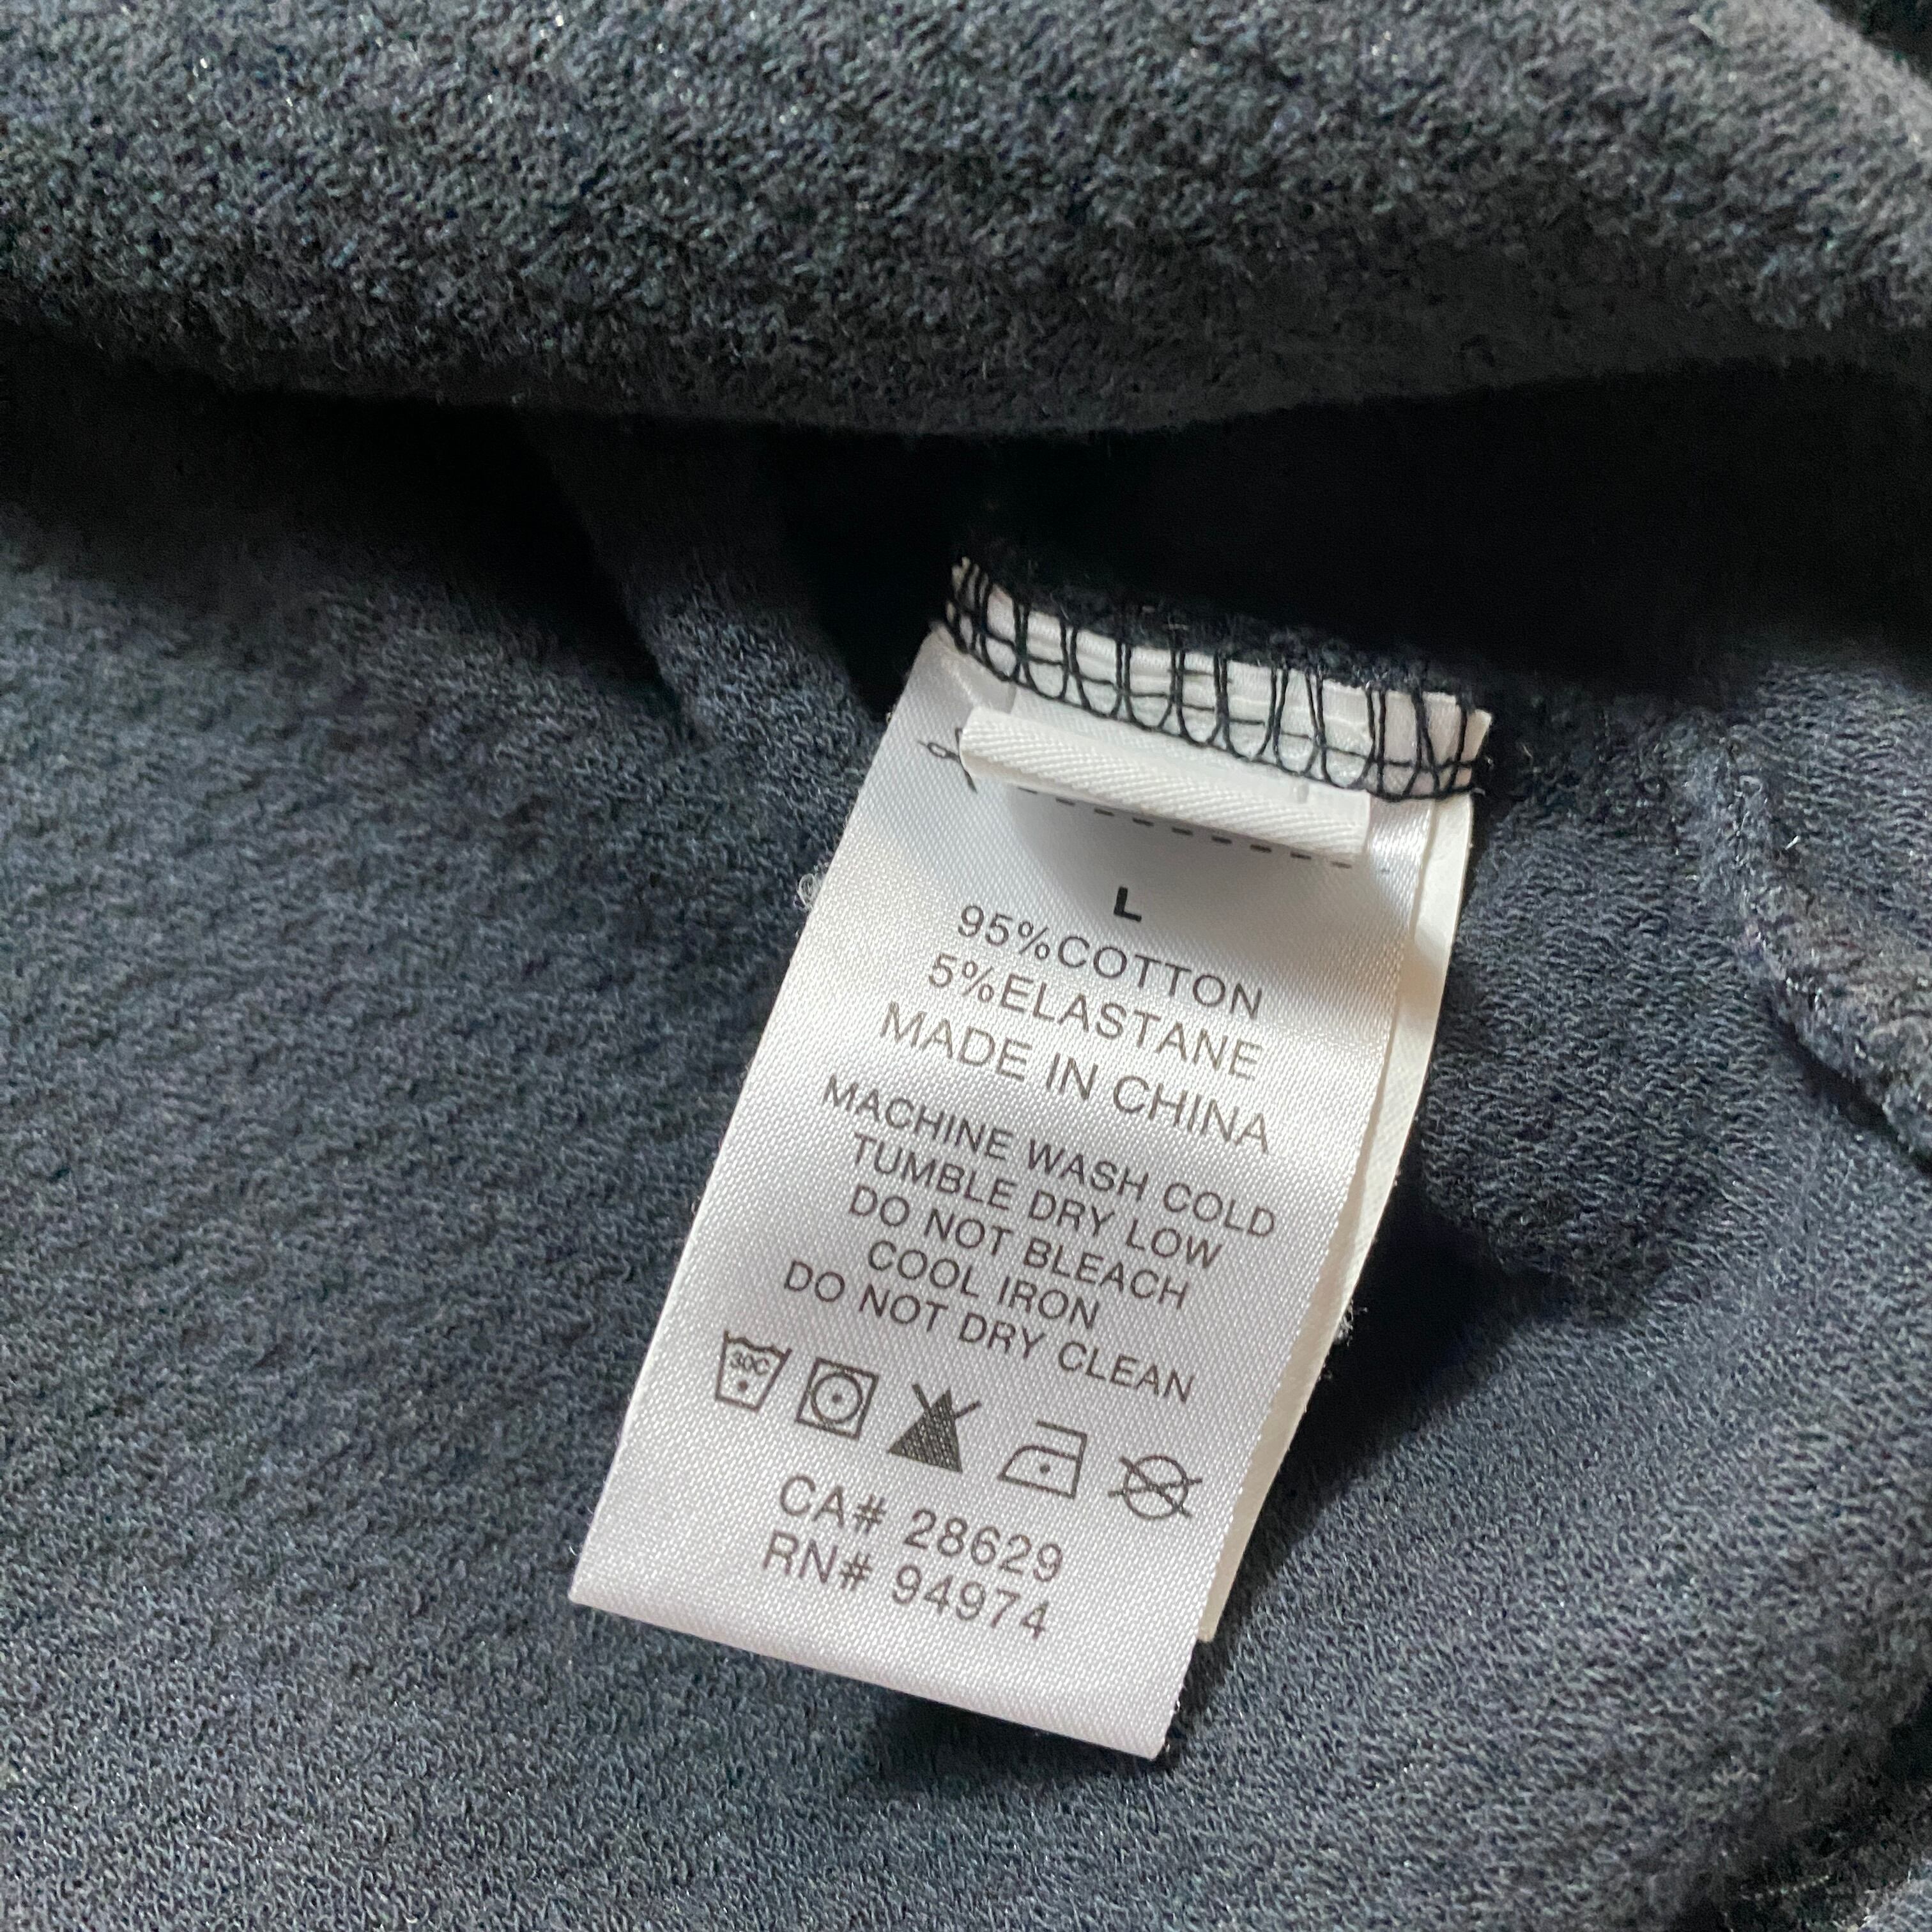 L
95%COTTON
5%ELASTANE
MADE IN CHINA
MACHINE WASH COLD
TUMBLE DRY LOW
DO NOT BLEACH
COOL IRON
DO NOT DRY CLEAN
30C
CA# 28629
RN# 94974